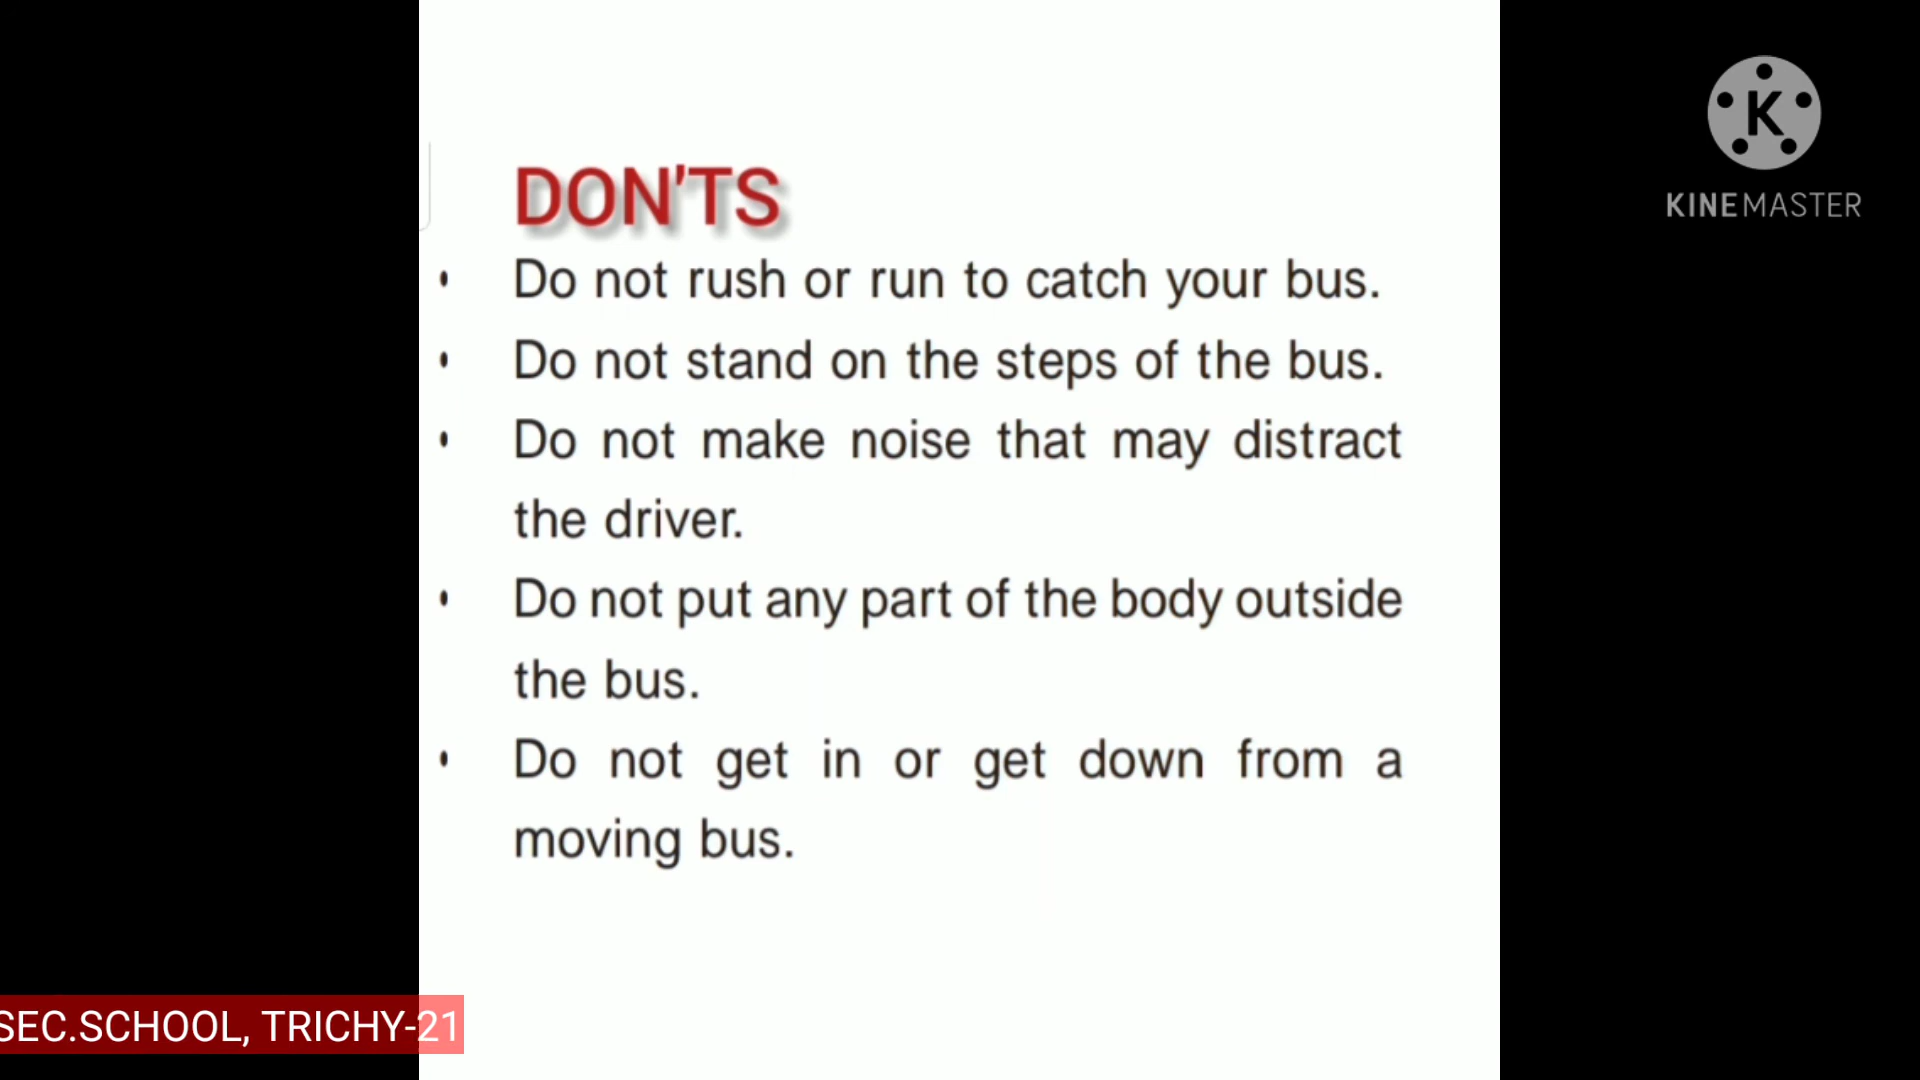 K
KINEMASTER
DON'TS
• Do not rush or run to catch your bus.
• Do not stand on the steps of the bus.
• Do not make noise that may distract
the driver.
• Do not put any part of the body outside
the bus.
• Do not get in or get down from a
moving bus.
SEC.SCHOOL, TRICHY-21